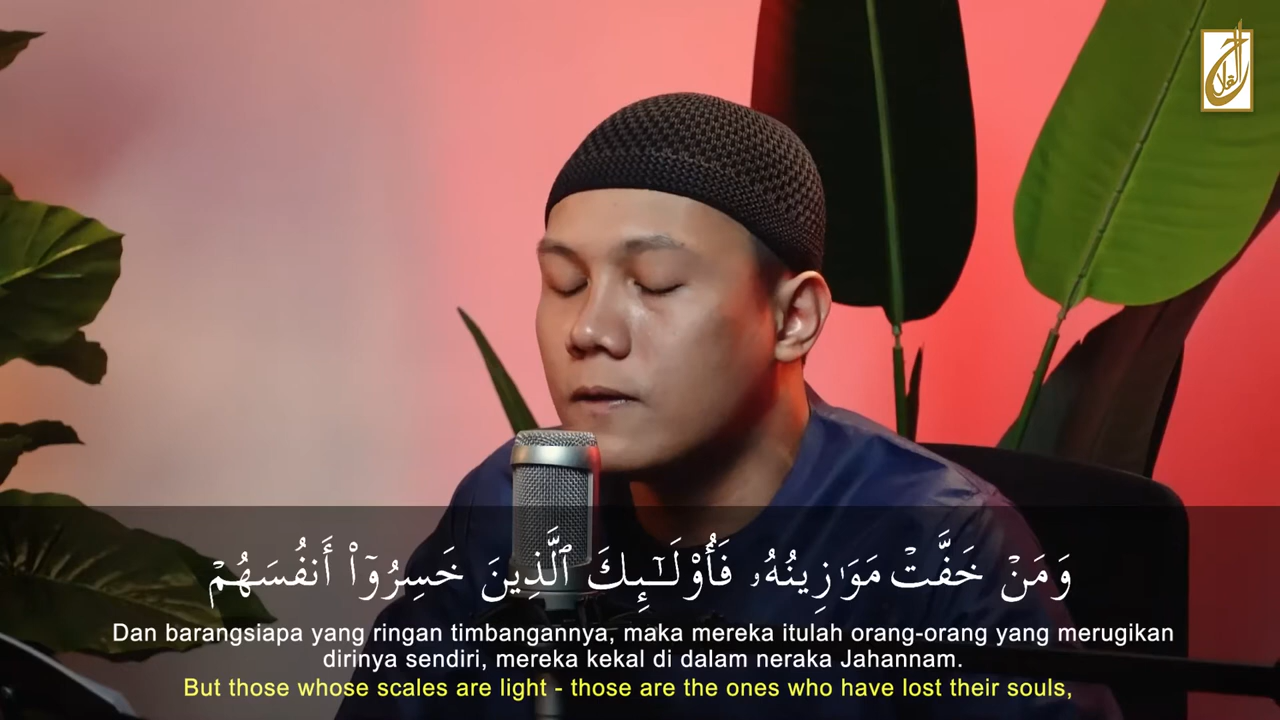 وَمَنْ خَفَّتْ مَوَٰزِينُهُۥ فَأُو۟لَـٰٓئِكَ ٱلَّذِينَ خَسِرُوٓا۟ أَنفُسَهُمْ
Dan barangsiapa yang ringan timbangannya, maka mereka itulah orang-orang yang merugikan
dirinya sendiri, mereka kekal di dalam neraka Jahannam.
But those whose scales are light - those are the ones who have lost their souls,